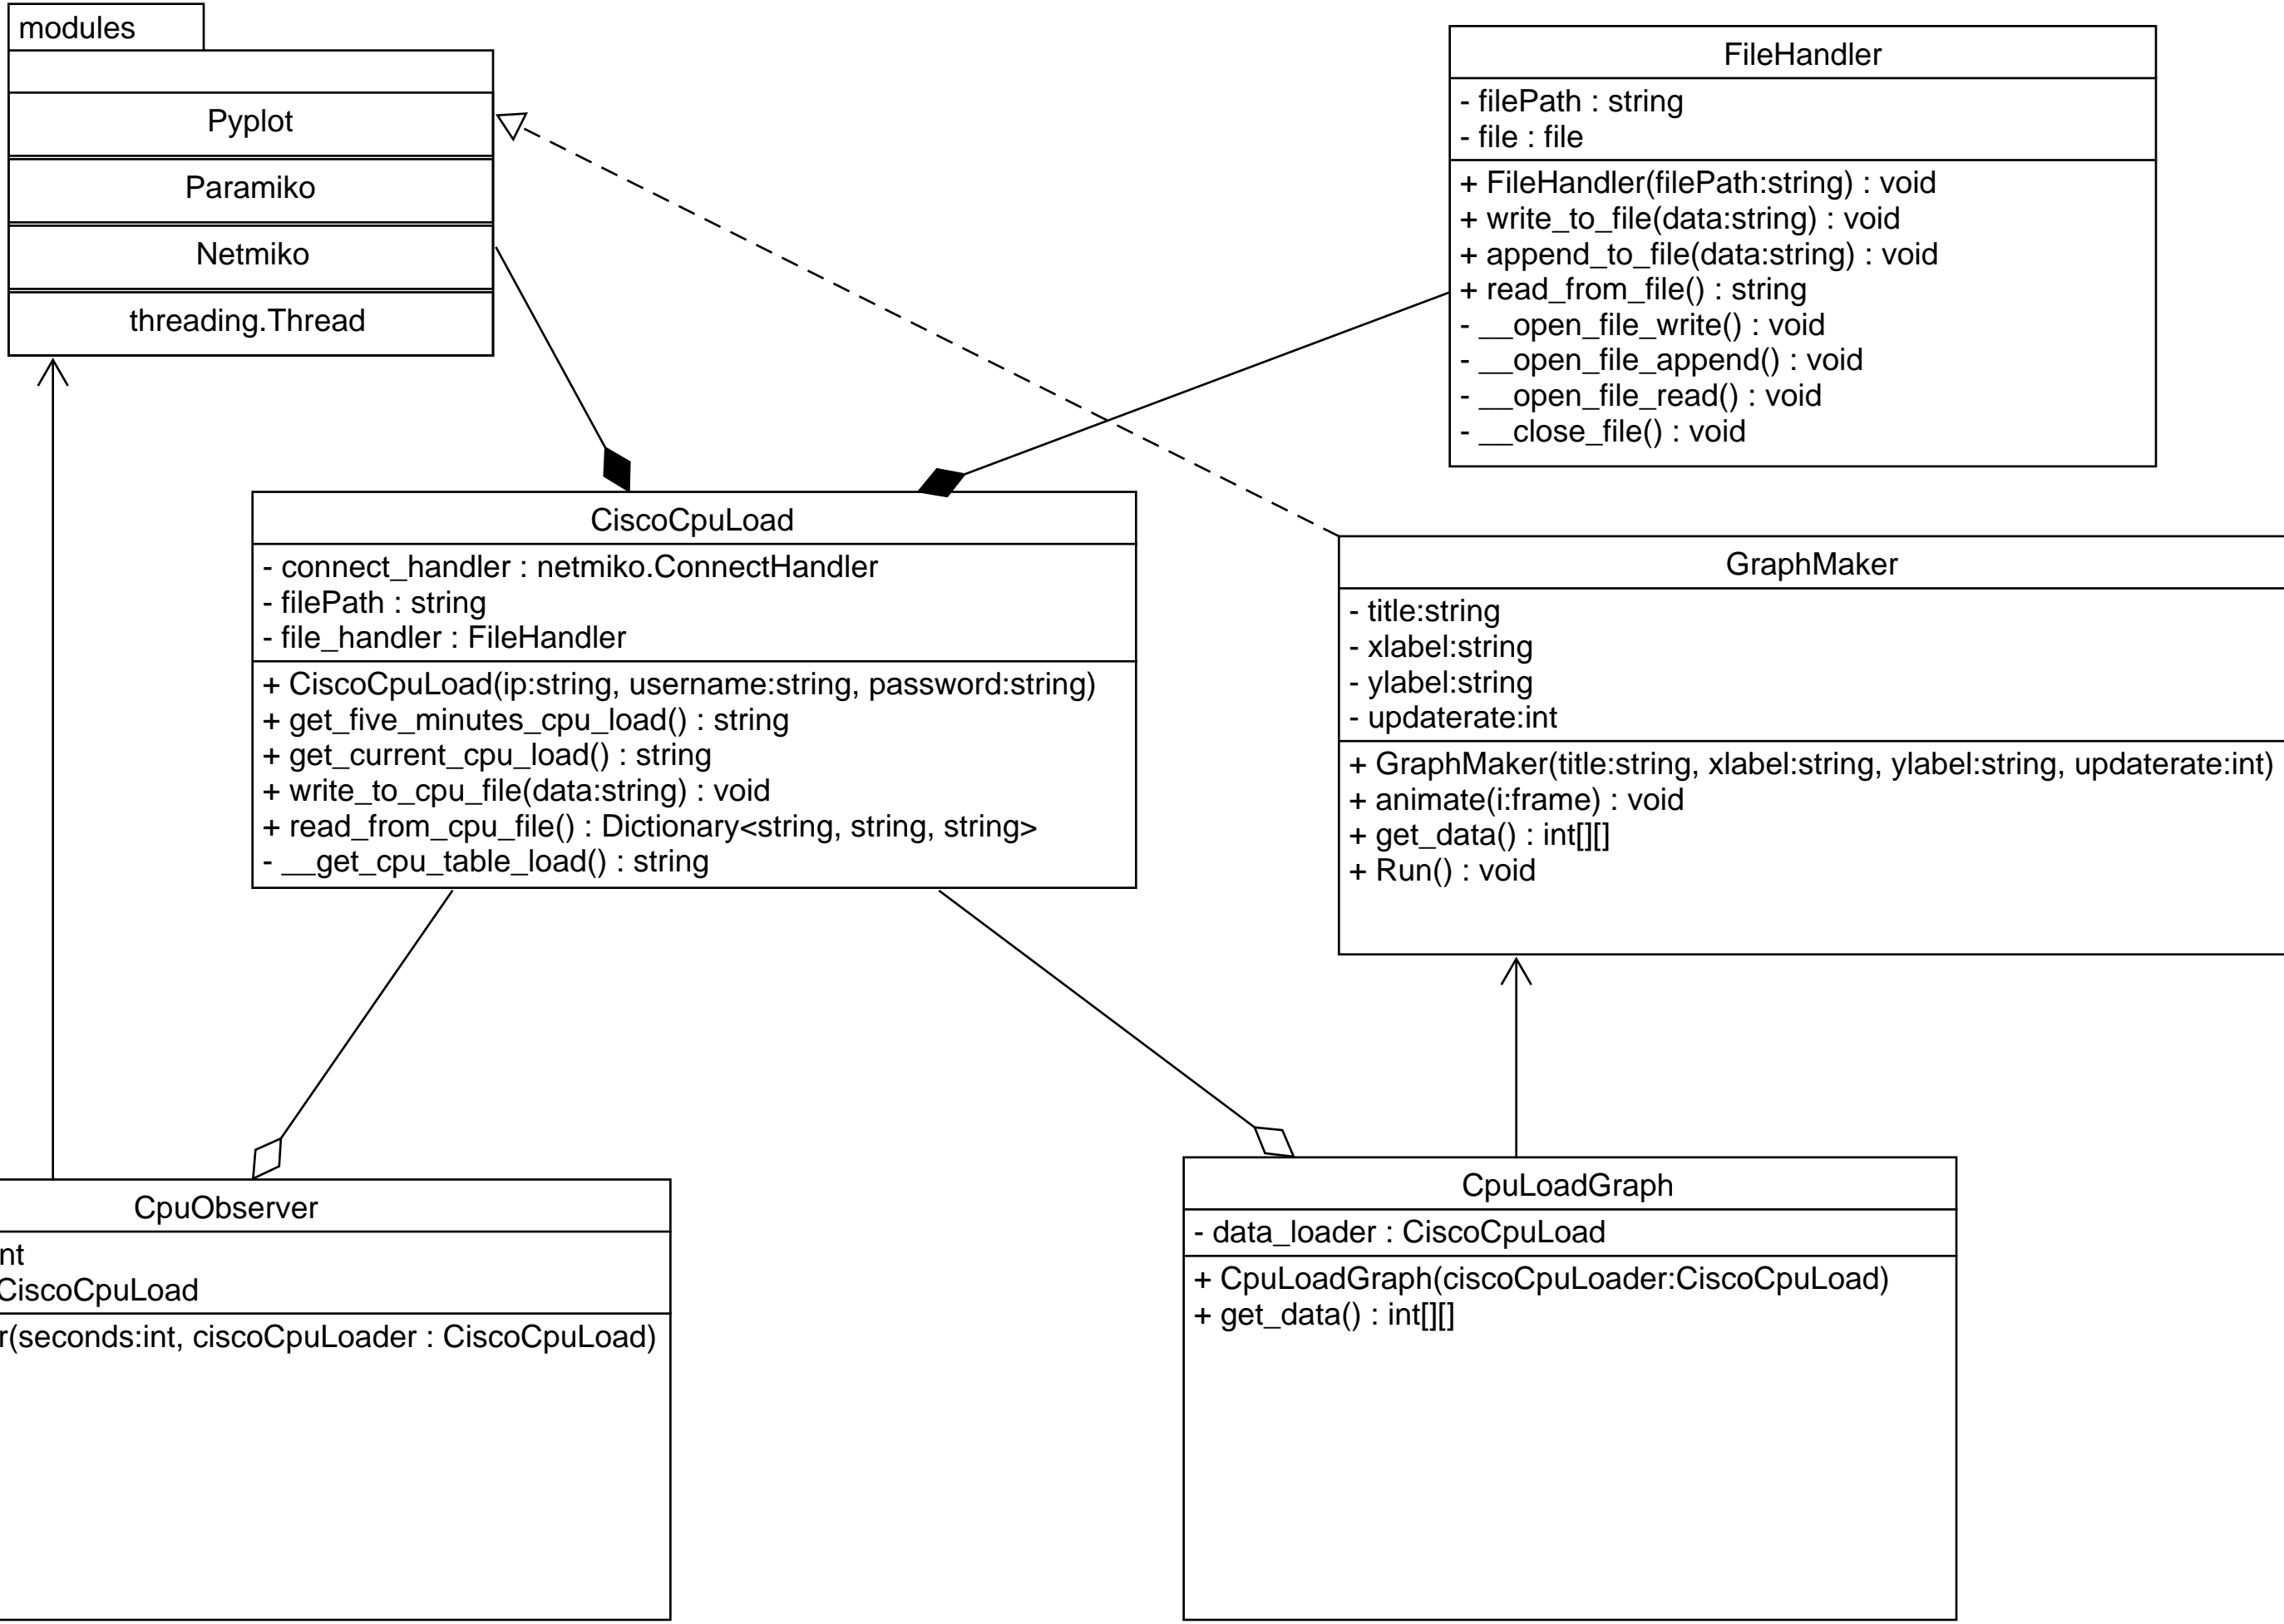 modules
Pyplot
Paramiko
Netmiko
threading.Thread
FileHandler
- filePath : string
- file : file
+ FileHandler(filePath:string) : void
+ write_to_file(data:string) : void
+ append_to_file(data:string) : void
+ read_from_file() : string
- __open_file_write() : void
- __open_file_append() : void
- __open_file_read() : void
- __close_file() : void
CiscoCpuLoad
- connect_handler : netmiko.ConnectHandler
- filePath : string
- file_handler : FileHandler
+ CiscoCpuLoad(ip:string, username:string, password:string)
+ get_five_minutes_cpu_load() : string
+ get_current_cpu_load() : string
+ write_to_cpu_file(data:string) : void
+ read_from_cpu_file() : Dictionary<string, string, string>
- __get_cpu_table_load() : string
GraphMaker
- title:string
- xlabel:string
- ylabel:string
- updaterate:int
+ GraphMaker(title:string, xlabel:string, ylabel:string, updaterate:int)
+ animate(i:frame) : void
+ get_data() : int[][]
+ Run() : void
CpuObserver
nt
CiscoCpuLoad
r(seconds:int, ciscoCpuLoader : CiscoCpuLoad)
CpuLoadGraph
- data_loader : CiscoCpuLoad
+ CpuLoadGraph(ciscoCpuLoader:CiscoCpuLoad)
+ get_data() : int[][]